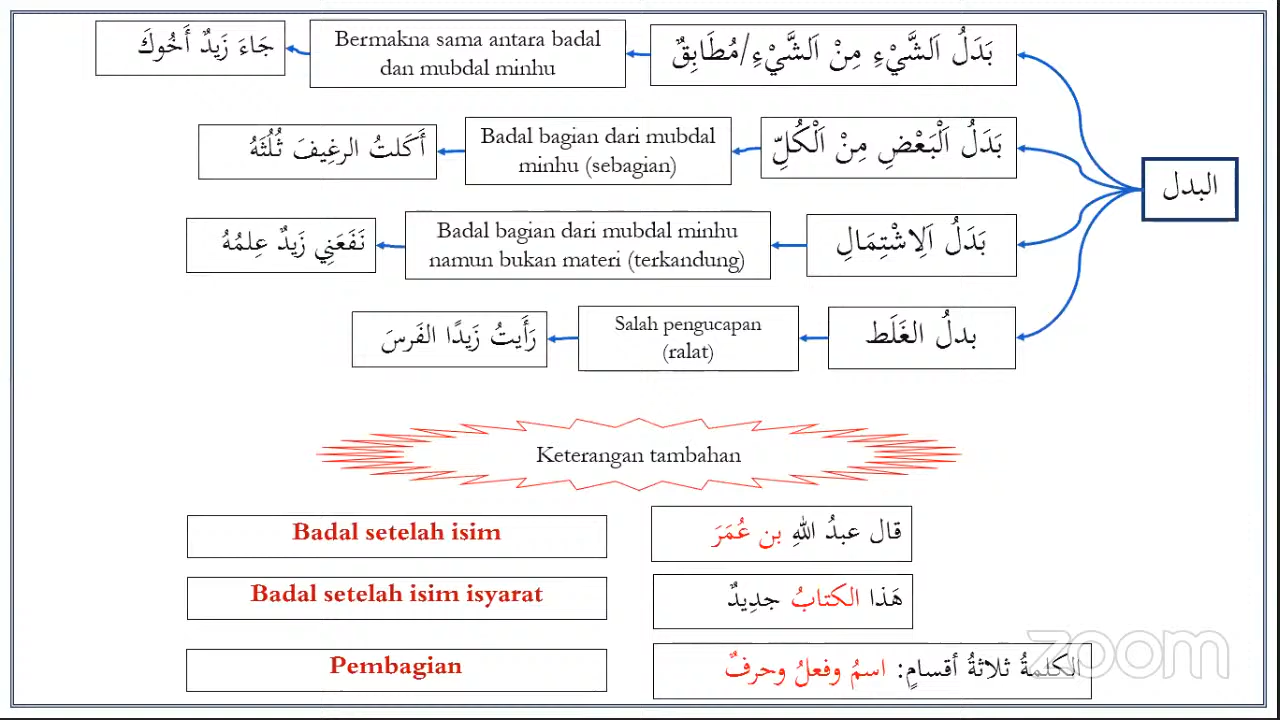 البدل
بَدَلُ اَلشَّيْءِ مِنْ اَلشَّيْءِ/مُطَابِقٌ
Bermakna sama antara badal
dan mubdal minhu
جَاءَ زَيدٌ أَخُوكَ
بَدَلُ اَلْبَعْضِ مِنْ اَلْكُلِّ
Badal bagian dari mubdal
minhu (sebagian)
أَكَلتُ الرغِيفَ ثُلُثَهُ
بَدَلُ اَلِاشْتِمَالِ
Badal bagian dari mubdal minhu
namun bukan materi (terkandung)
نَفَعَنِي زَيدٌ عِلمُهُ
بدلُ الغَلَط
Salah pengucapan
(ralat)
رَأَيتُ زَيدًا الفَرسَ
Keterangan tambahan
قال عبدُ اللهِ بن عُمَرَ
Badal setelah isim
هَذا الكتابُ جدِيدٌ
Badal setelah isim isyarat
الكلمةُ ثلاثةُ أقسامٍ: اسمُ وفعلُ وحرفٌ
Pembagian
zoom